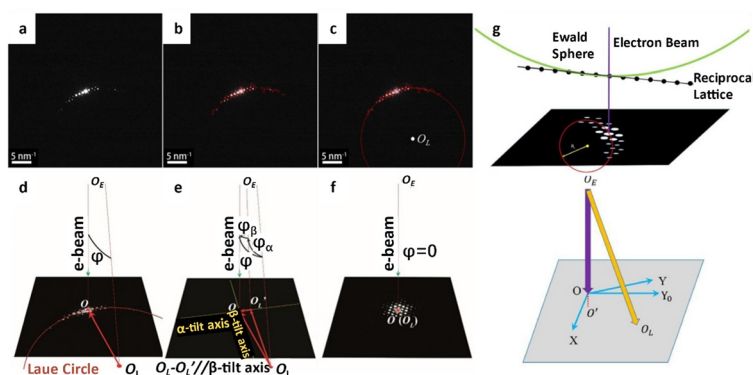 a
5 nm⁻¹
b
5 nm⁻¹
c
O_L
5 nm⁻¹
d
O_E
e-beam
φ
O
Laue Circle
O_L
e
O_E
e-beam
φ_β
φ_α
φ
O
O_L'
α-tilt axis
β-tilt axis
O_L-O_L'//β-tilt axis
O_L
f
O_E
e-beam
φ=0
O (O_L)
g
Ewald
Sphere
Electron Beam
Reciprocal
Lattice
O_E
O
O'
Y
Y₀
X
O_L